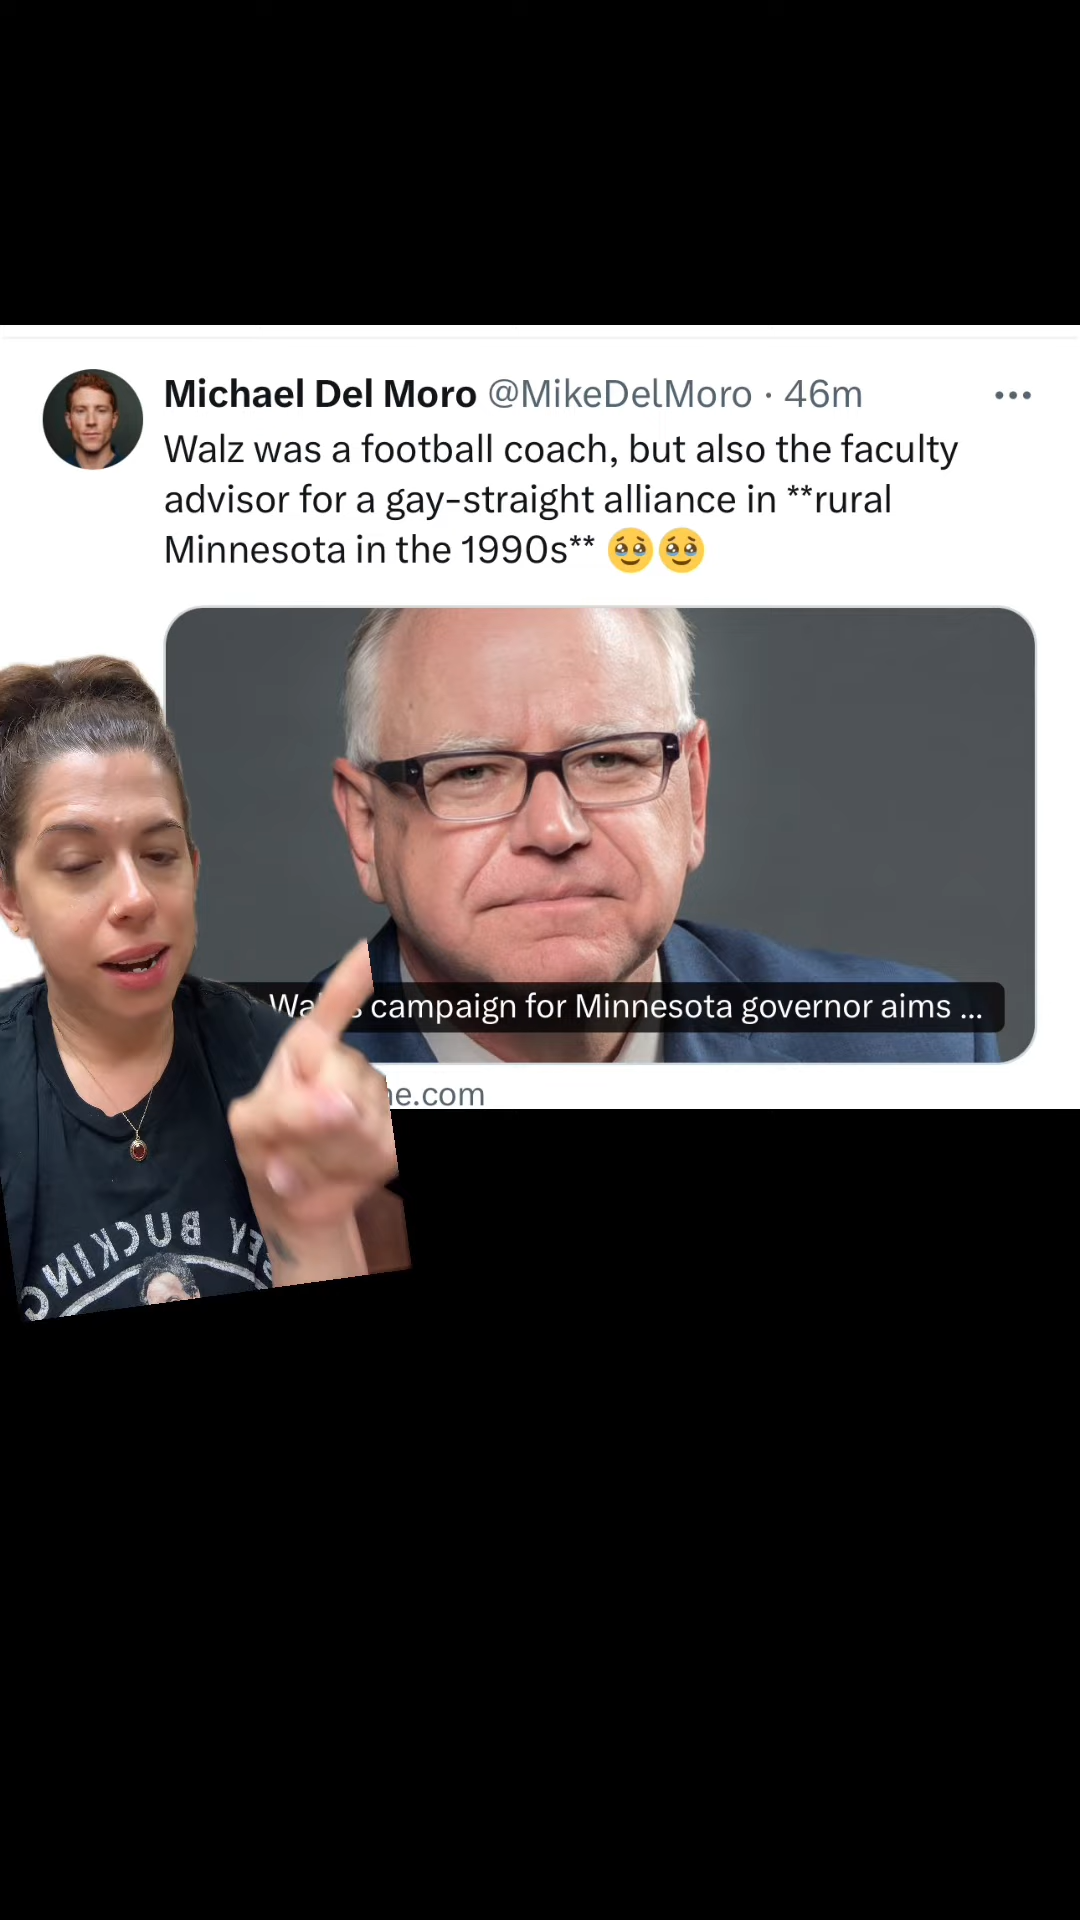 Michael Del Moro @MikeDelMoro · 46m
Walz was a football coach, but also the faculty
advisor for a gay-straight alliance in **rural
Minnesota in the 1990s** 🥹🥹
campaign for Minnesota governor aims ...
.com
BUCKING